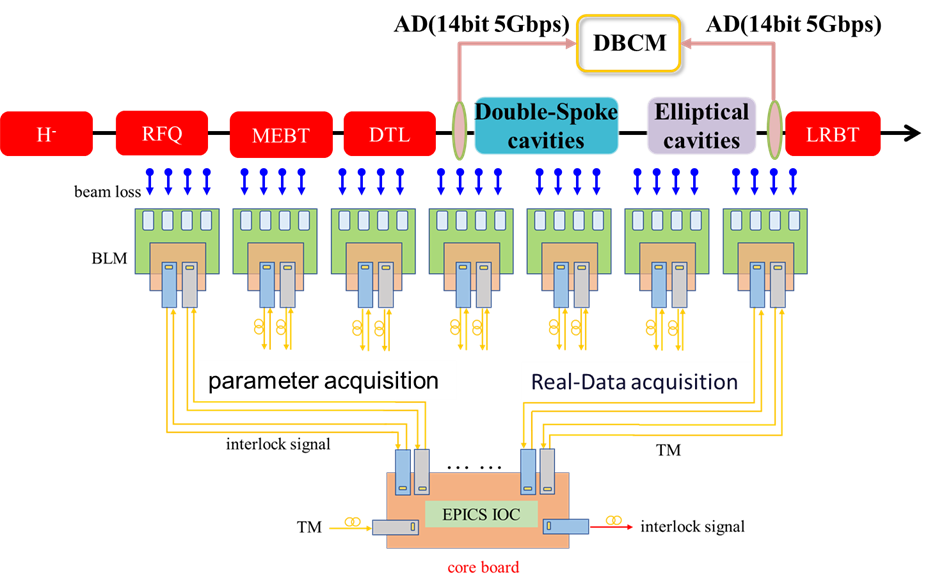 AD(14bit 5Gbps)
DBCM
AD(14bit 5Gbps)
H-
RFQ
MEBT
DTL
Double-Spoke
cavities
Elliptical
cavities
LRBT
beam loss
BLM
parameter acquisition
Real-Data acquisition
interlock signal
TM
... ...
EPICS IOC
TM
interlock signal
core board